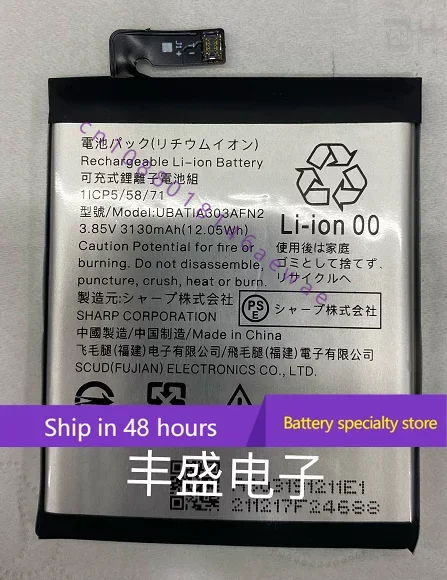 電池パック(リチウムイオン)
Rechargeable Li-ion Battery
可充式鋰離子電池組
1ICP5/58/71
型號/Model:UBATIA303AFN2
3.85V 3130mAh(12.05Wh)
Caution Potential for fire or
burning. Do not disassemble,
puncture, crush, heat or burn.
Li-ion 00
使用後は家庭
ゴミとして捨てず、
リサイクルへ
製造元:シャープ株式会社
SHARP CORPORATION
PS
E
シャープ株式会社
中國製造/中国制造/Made in China
飞毛腿(福建)电子有限公司/飛毛腿(福建)電子有限公司
SCUD(FUJIAN) ELECTRONICS CO., LTD.
Ship in 48 hours
Battery specialty store
丰盛电子
211217F24688